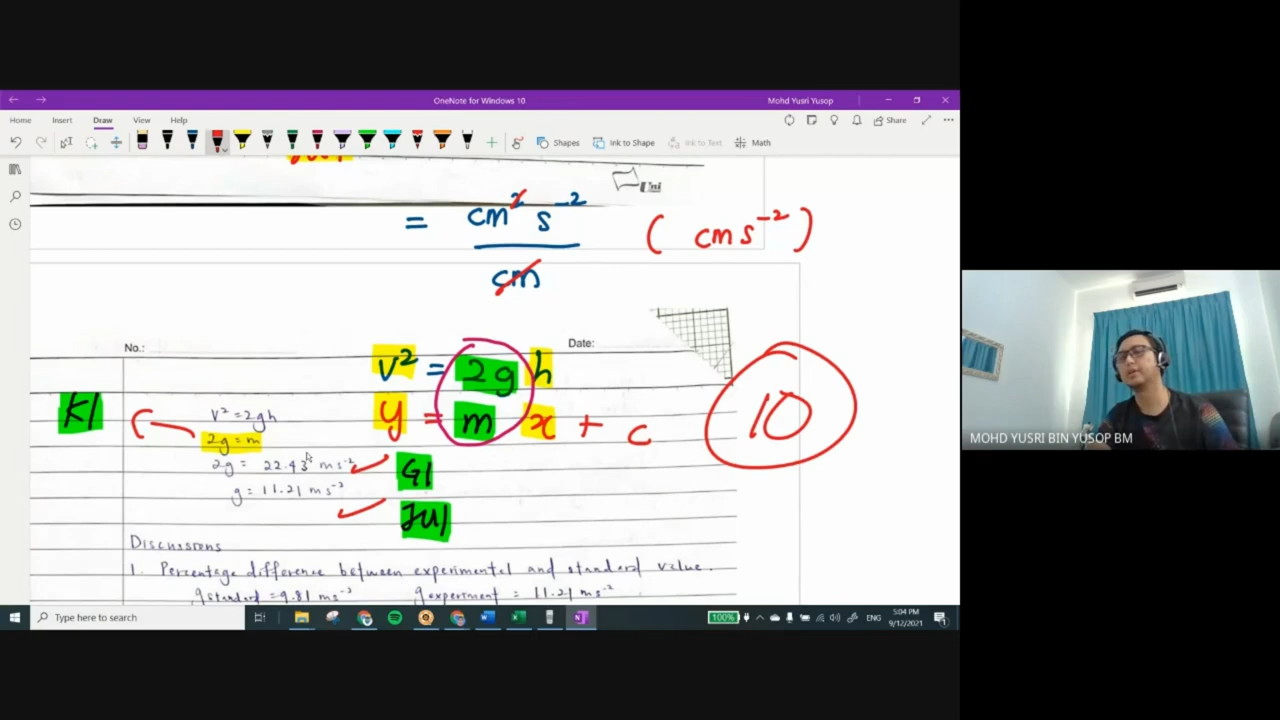 OneNote for Windows 10
Mohd Yusri Yusop
Home Insert Draw View Help
Share
Shapes Ink to Shape Ink to Text Math
Uni
= cm² s⁻²
cm
( cm s⁻² )
No.:
Date:
v² = 2g h
y = m x + c
10
K1
v² = 2gh
2g = m
2g = 22.43 ms⁻²
G1
g = 11.21 ms⁻²
JU1
Discussions
1. Percentage difference between experimental and standard value.
g standard = 9.81 ms⁻² g experiment = 11.21 ms⁻²
MOHD YUSRI BIN YUSOP BM
Type here to search
100%
ENG
5:04 PM
9/12/2021